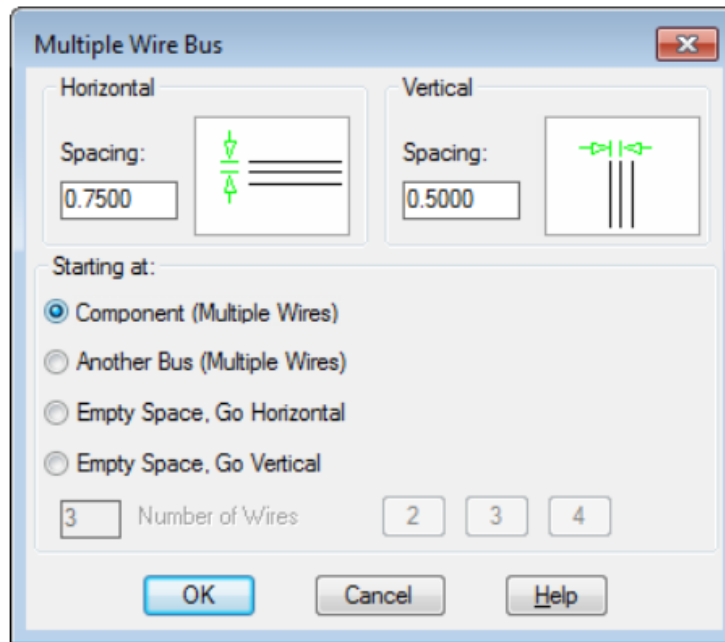 Multiple Wire Bus
Horizontal
Spacing:
0.7500
Vertical
Spacing:
0.5000
Starting at:
Component (Multiple Wires)
Another Bus (Multiple Wires)
Empty Space, Go Horizontal
Empty Space, Go Vertical
3 Number of Wires 2 3 4
OK Cancel Help